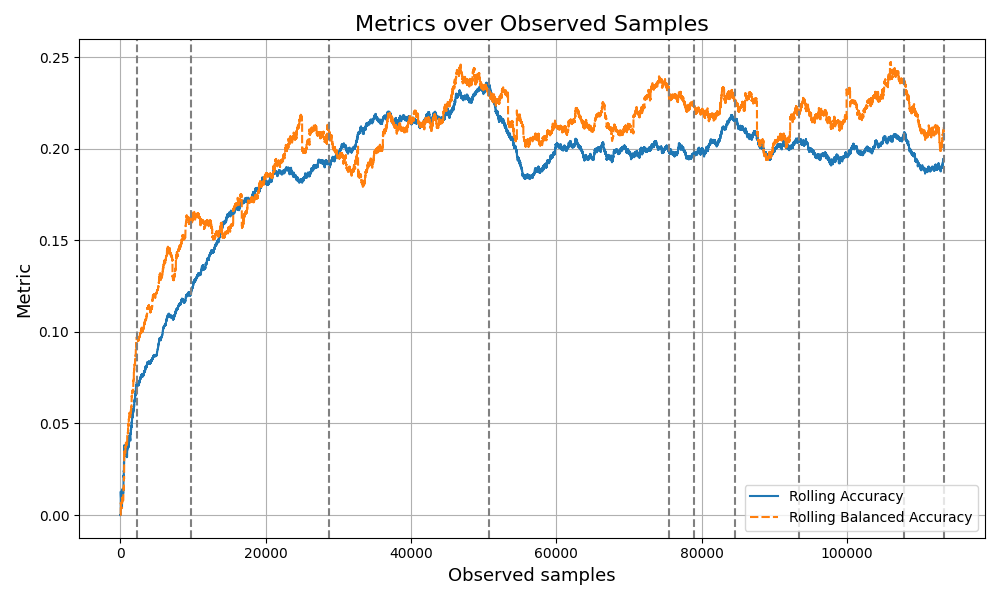 Metrics over Observed Samples
Metric
0.25
0.20
0.15
0.10
0.05
0.00
0
20000
40000
60000
80000
100000
Observed samples
Rolling Accuracy
Rolling Balanced Accuracy